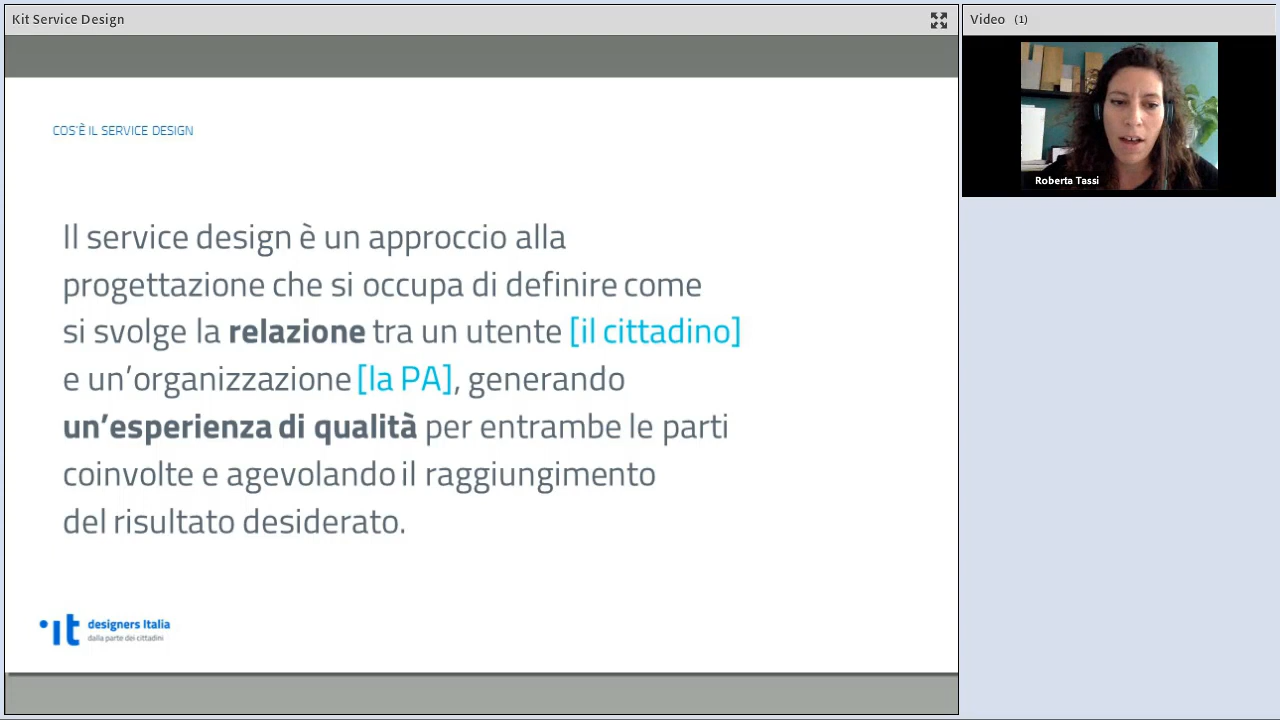 Kit Service Design
Video (1)
Roberta Tassi
COS'È IL SERVICE DESIGN
Il service design è un approccio alla
progettazione che si occupa di definire come
si svolge la relazione tra un utente [il cittadino]
e un'organizzazione [la PA], generando
un'esperienza di qualità per entrambe le parti
coinvolte e agevolando il raggiungimento
del risultato desiderato.
it
designers Italia
dalla parte dei cittadini